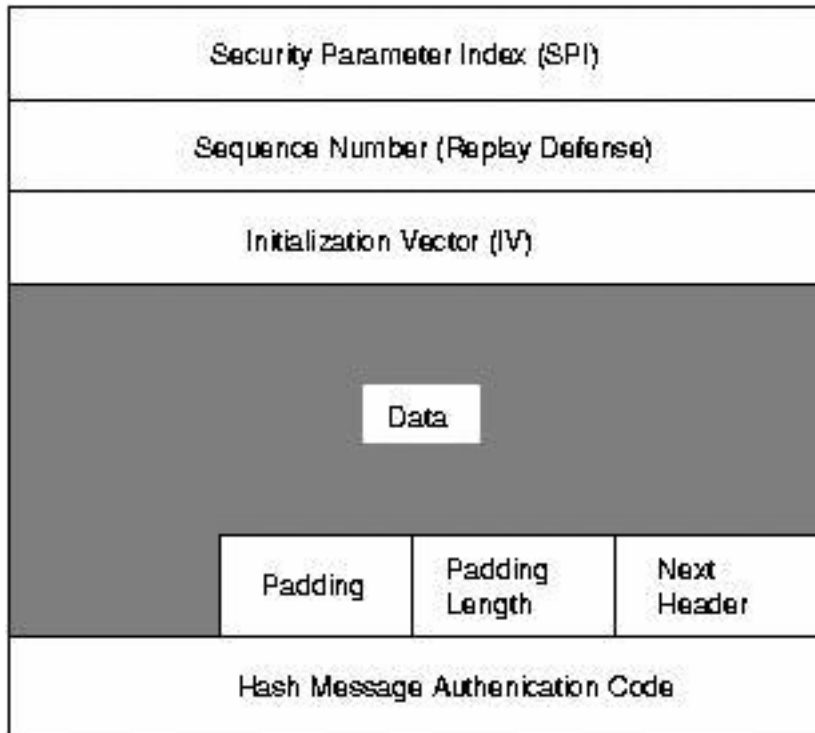 Security Parameter Index (SPI)
Sequence Number (Replay Defense)
Initialization Vector (IV)
Data
Padding
Padding
Length
Next
Header
Hash Message Authenication Code